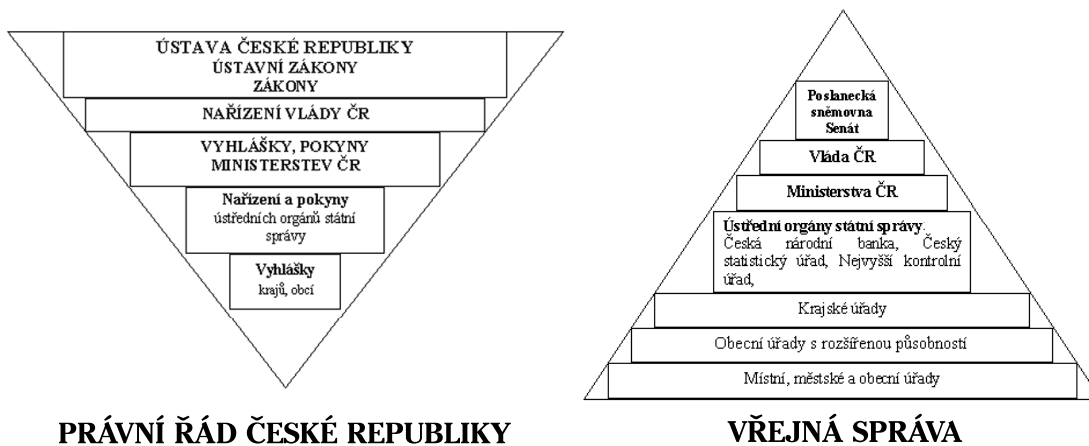 ÚSTAVA ČESKÉ REPUBLIKY
ÚSTAVNÍ ZÁKONY
ZÁKONY
NAŘÍZENÍ VLÁDY ČR
VYHLÁŠKY, POKYNY
MINISTERSTEV ČR
Nařízení a pokyny
ústředních orgánů státní
správy
Vyhlášky
krajů, obcí
PRÁVNÍ ŘÁD ČESKÉ REPUBLIKY
Poslanecká
sněmovna
Senát
Vláda ČR
Ministerstva ČR
Ústřední orgány státní správy.
Česká národní banka, Český
statistický úřad, Nejvyšší kontrolní
úřad,
Krajské úřady
Obecní úřady s rozšířenou působností
Místní, městské a obecní úřady
VŘEJNÁ SPRÁVA